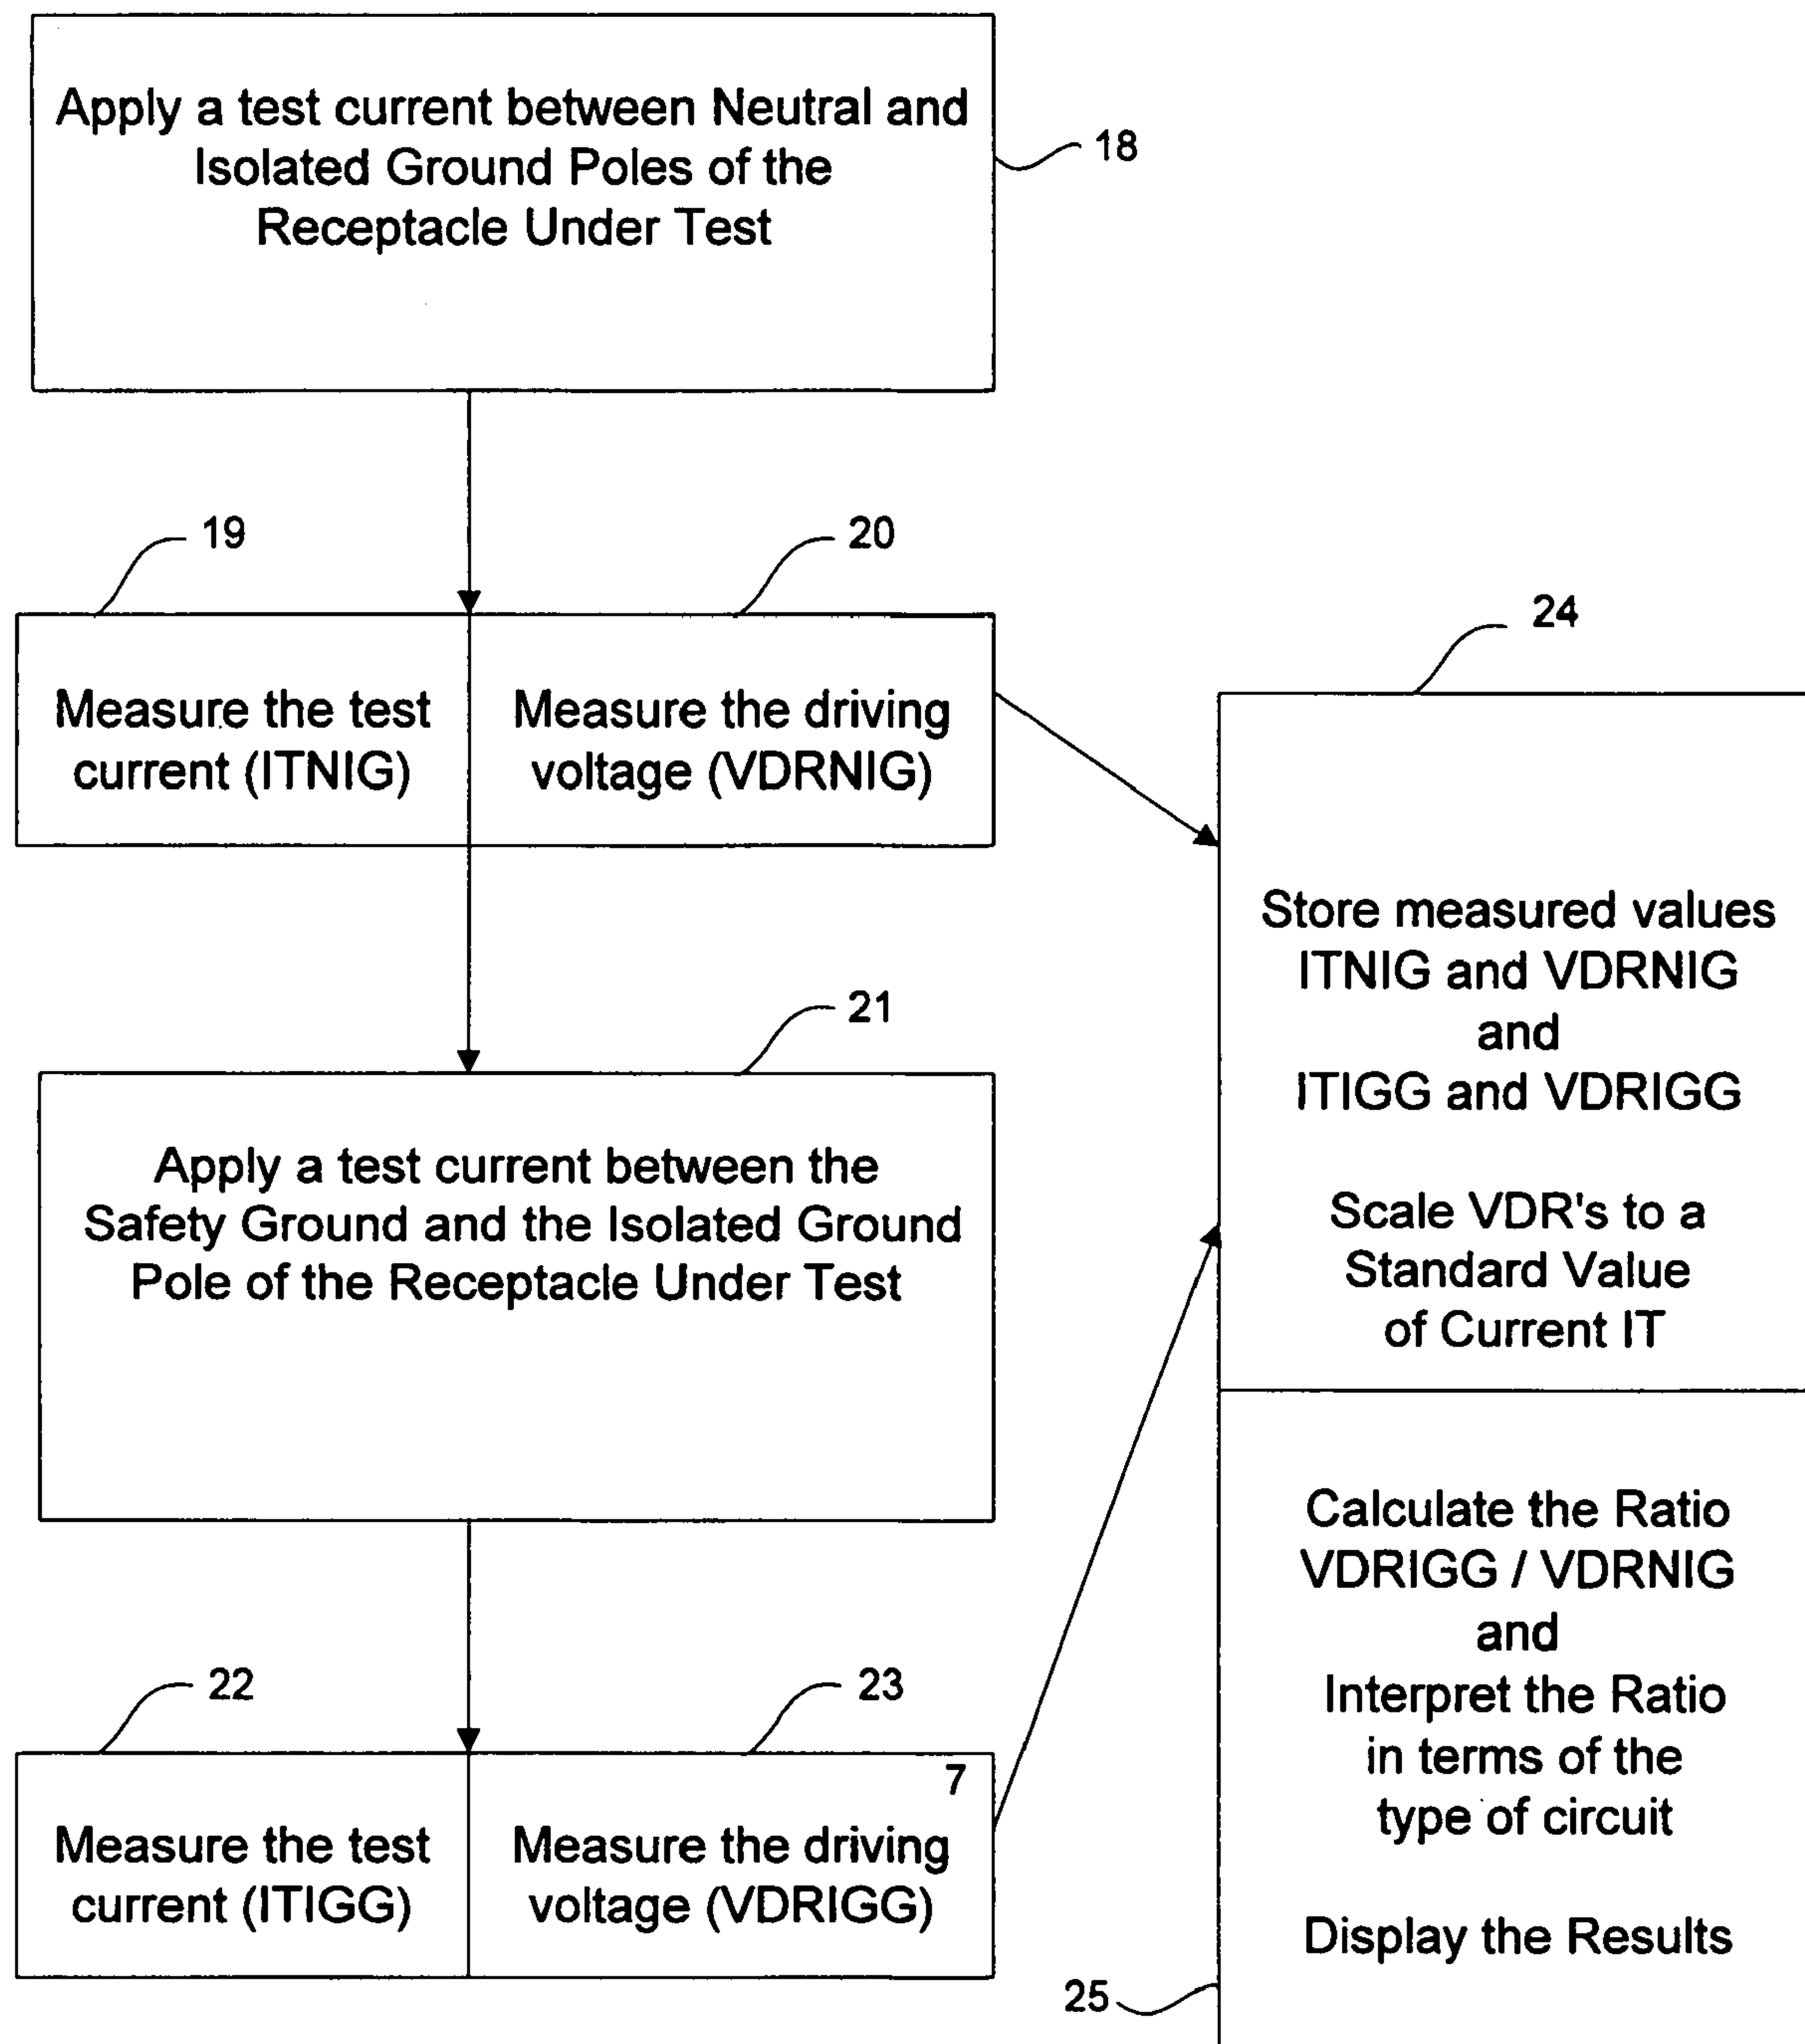 Apply a test current between Neutral and
Isolated Ground Poles of the
Receptacle Under Test
18
19
20
Measure the test
current (ITNIG)
Measure the driving
voltage (VDRNIG)
21
Apply a test current between the
Safety Ground and the Isolated Ground
Pole of the Receptacle Under Test
22
23
7
Measure the test
current (ITIGG)
Measure the driving
voltage (VDRIGG)
24
Store measured values
ITNIG and VDRNIG
and
ITIGG and VDRIGG
Scale VDR's to a
Standard Value
of Current IT
Calculate the Ratio
VDRIGG / VDRNIG
and
Interpret the Ratio
in terms of the
type of circuit
Display the Results
25